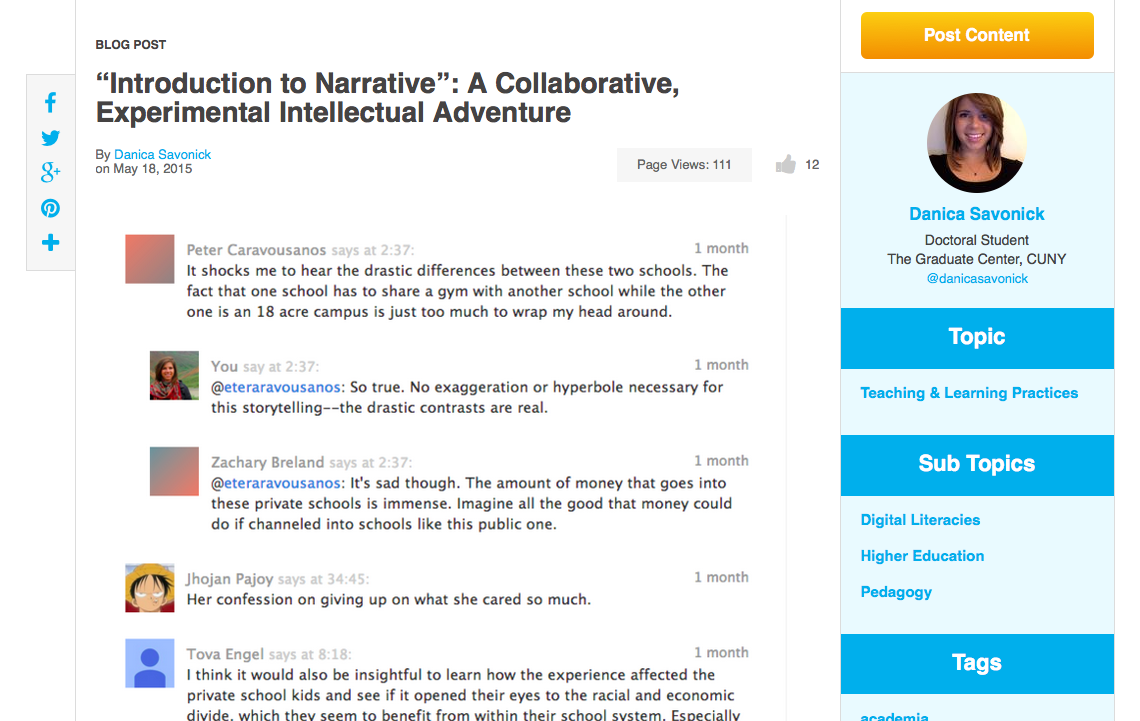 BLOG POST
“Introduction to Narrative”: A Collaborative,
Experimental Intellectual Adventure
By Danica Savonick
on May 18, 2015
Page Views: 111
12
g+
Peter Caravousanos says at 2:37:
1 month
It shocks me to hear the drastic differences between these two schools. The
fact that one school has to share a gym with another school while the other
one is an 18 acre campus is just too much to wrap my head around.
You say at 2:37:
1 month
@eteraravousanos: So true. No exaggeration or hyperbole necessary for
this storytelling--the drastic contrasts are real.
Zachary Breland says at 2:37:
1 month
@eteraravousanos: It's sad though. The amount of money that goes into
these private schools is immense. Imagine all the good that money could
do if channeled into schools like this public one.
Jhojan Pajoy says at 34:45:
1 month
Her confession on giving up on what she cared so much.
Tova Engel says at 8:18:
1 month
I think it would also be insightful to learn how the experience affected the
private school kids and see if it opened their eyes to the racial and economic
divide, which they seem to benefit from within their school system. Especially
Post Content
Danica Savonick
Doctoral Student
The Graduate Center, CUNY
@danicasavonick
Topic
Teaching & Learning Practices
Sub Topics
Digital Literacies
Higher Education
Pedagogy
Tags
academia